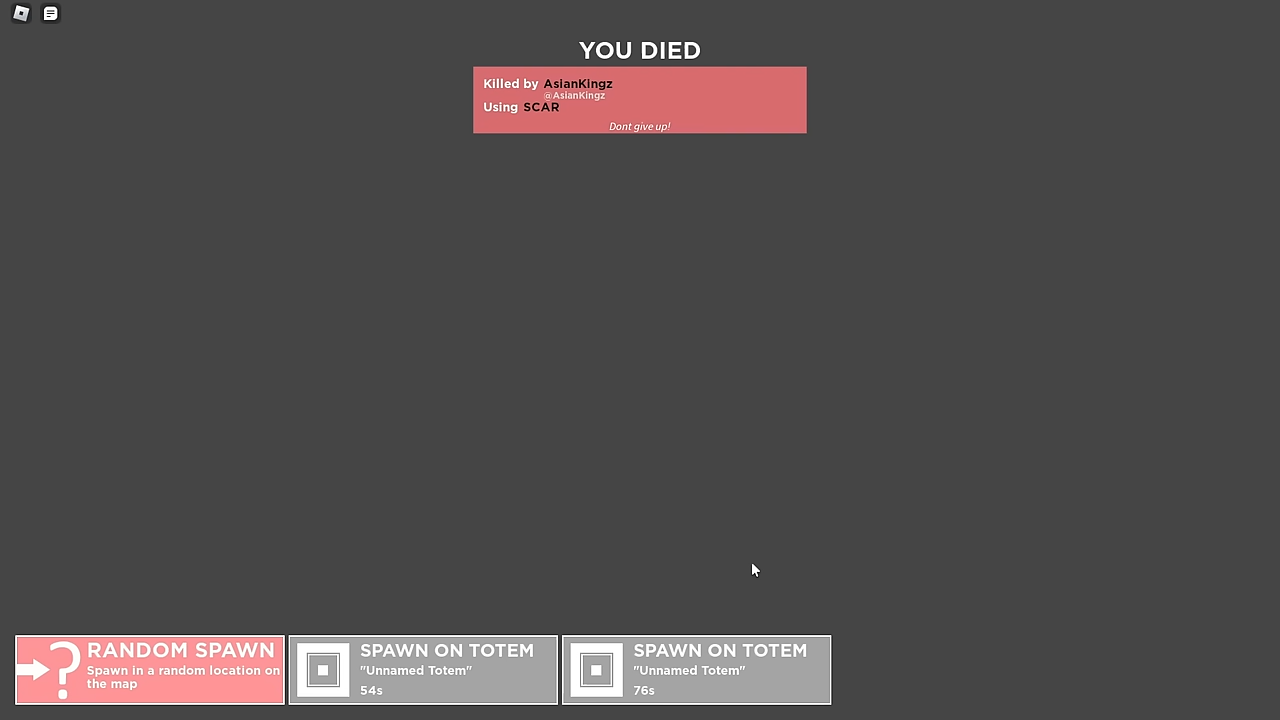 YOU DIED
Killed by AsianKingz
@AsianKingz
Using SCAR
Dont give up!
RANDOM SPAWN
Spawn in a random location on
the map
SPAWN ON TOTEM
"Unnamed Totem"
54s
SPAWN ON TOTEM
"Unnamed Totem"
76s